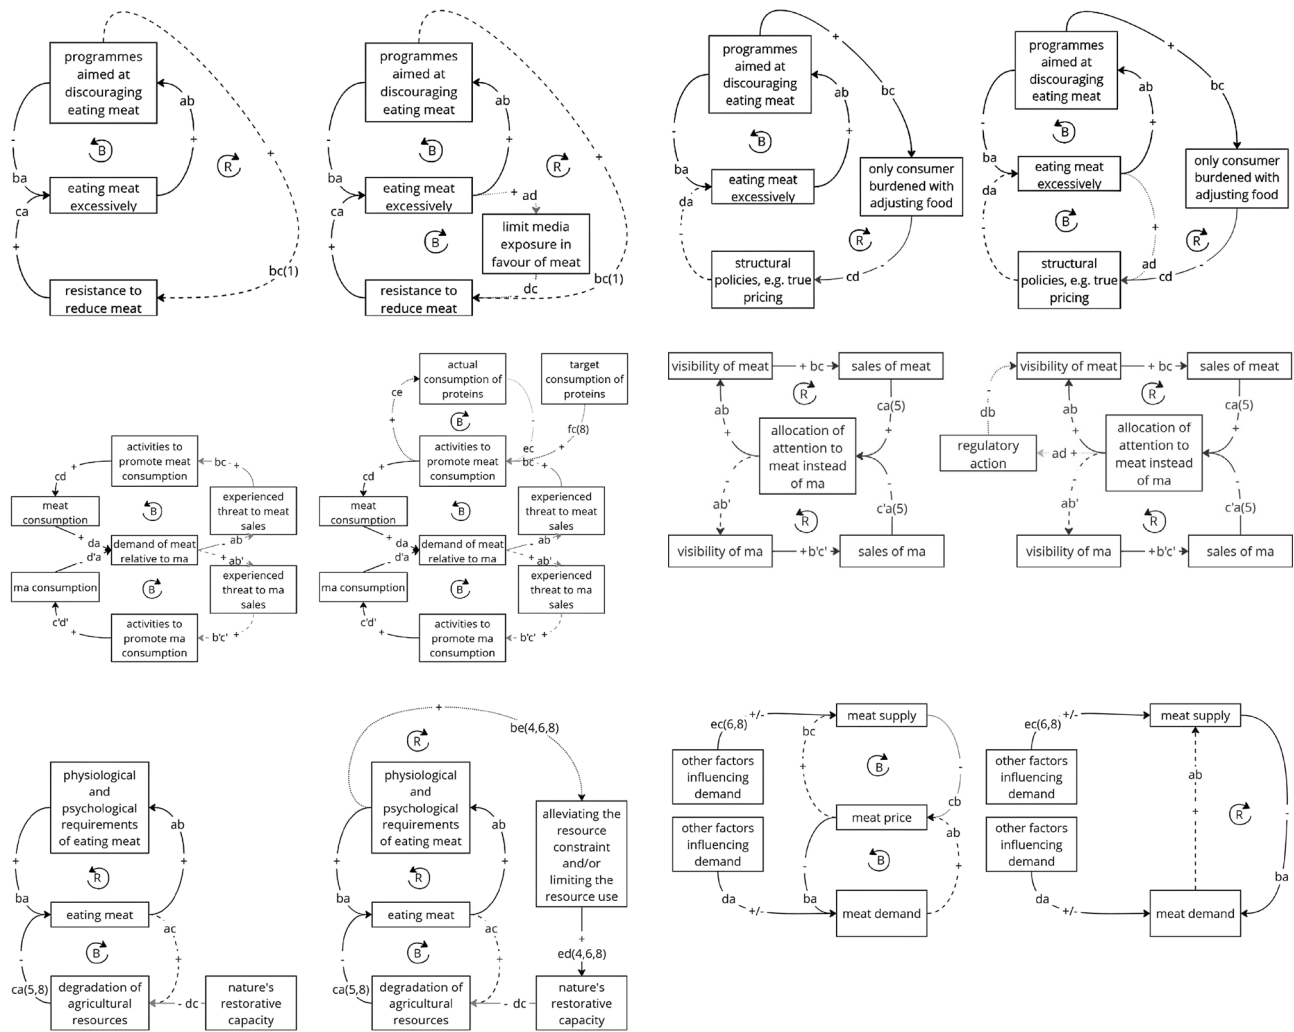 programmes
aimed at
discouraging
eating meat
ab
+
-
B
R
+
ba
eating meat
excessively
ca
+
bc(1)
resistance to
reduce meat
programmes
aimed at
discouraging
eating meat
ab
+
-
B
R
+
ba
eating meat
excessively
+ ad
ca
+
B
limit media
exposure in
favour of meat
-
dc
bc(1)
resistance to
reduce meat
programmes
aimed at
discouraging
eating meat
+
bc
ab
+
-
B
ba
eating meat
excessively
da
-
only consumer
burdened with
adjusting food
R
-
cd
structural
policies, e.g. true
pricing
programmes
aimed at
discouraging
eating meat
+
bc
ab
+
-
B
ba
eating meat
excessively
da
-
B
+
ad
only consumer
burdened with
adjusting food
R
-
cd
structural
policies, e.g. true
pricing
activities to
promote meat
consumption
bc - +
+
cd
B
meat
consumption
experienced
threat to meat
sales
+ da
- ab
demand of meat
relative to ma
- d'a
+ ab'
ma consumption
B
experienced
threat to ma
sales
c'd'
+
activities to
promote ma
consumption
b'c' - +
actual
consumption of
proteins
target
consumption of
proteins
ce
+
B
-
ec
fc(8)
+
activities to
promote meat
consumption
bc - +
+
cd
B
meat
consumption
experienced
threat to meat
sales
+ da
- ab
demand of meat
relative to ma
- d'a
+ ab'
ma consumption
B
experienced
threat to ma
sales
c'd'
+
activities to
promote ma
consumption
b'c' - +
visibility of meat
+ bc
sales of meat
R
ab
+
ca(5)
+
allocation of
attention to
meat instead
of ma
-
ab'
R
-
c'a(5)
visibility of ma
+b'c'
sales of ma
visibility of meat
+ bc
sales of meat
R
-
db
ab
+
ca(5)
+
regulatory
action
ad +
allocation of
attention to
meat instead
of ma
-
ab'
R
-
c'a(5)
visibility of ma
+b'c'
sales of ma
physiological
and
psychological
requirements
of eating meat
ab
+
+
R
ba
eating meat
ac
+
-
B
ca(5,8)
degradation of
agricultural
resources
- dc
nature's
restorative
capacity
+
be(4,6,8)
R
physiological
and
psychological
requirements
of eating meat
ab
+
+
R
ba
eating meat
ac
+
-
B
ca(5,8)
degradation of
agricultural
resources
- dc
alleviating the
resource
constraint
and/or
limiting the
resource use
+
ed(4,6,8)
nature's
restorative
capacity
ec(6,8)
+/-
meat supply
bc
+
B
-
cb
other factors
influencing
demand
meat price
other factors
influencing
demand
-
B
ab
+
da
+/-
ba
meat demand
ec(6,8)
+/-
meat supply
other factors
influencing
demand
ab
+
R
-
other factors
influencing
demand
ba
da
+/-
meat demand